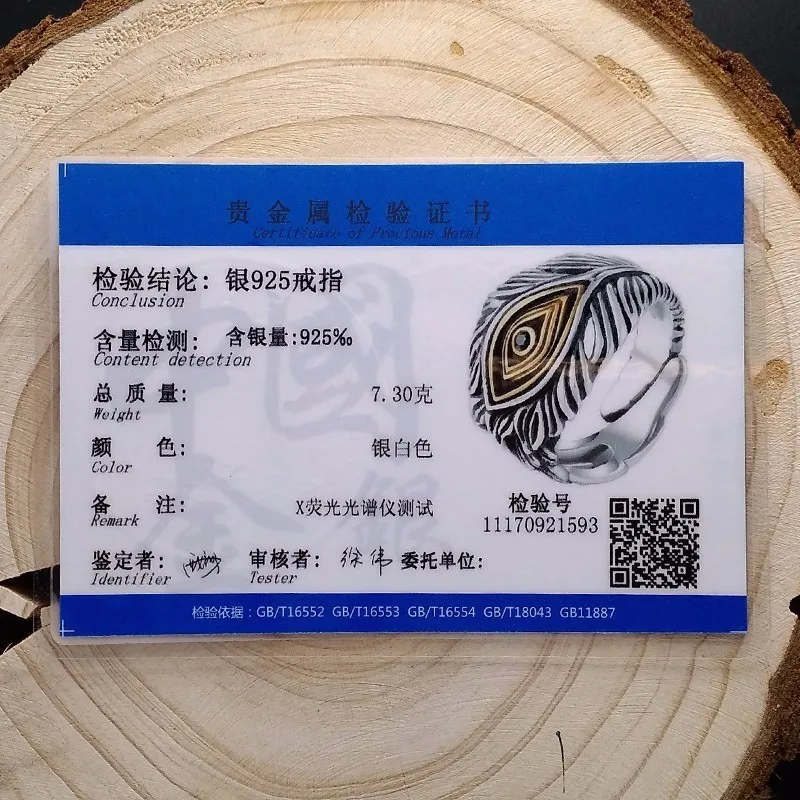 贵金属检验证书
Certificate of Precious Metal
检验结论: 银925戒指
Conclusion
含量检测: 含银量:925‰
Content detection
总质量: 7.30克
Weight
颜色: 银白色
Color
备注: X荧光光谱仪测试
Remark
检验号
11170921593
鉴定者: 审核者: 徐伟 委托单位:
Identifier Tester
检验依据：GB/T16552 GB/T16553 GB/T16554 GB/T18043 GB11887
中國
金銀